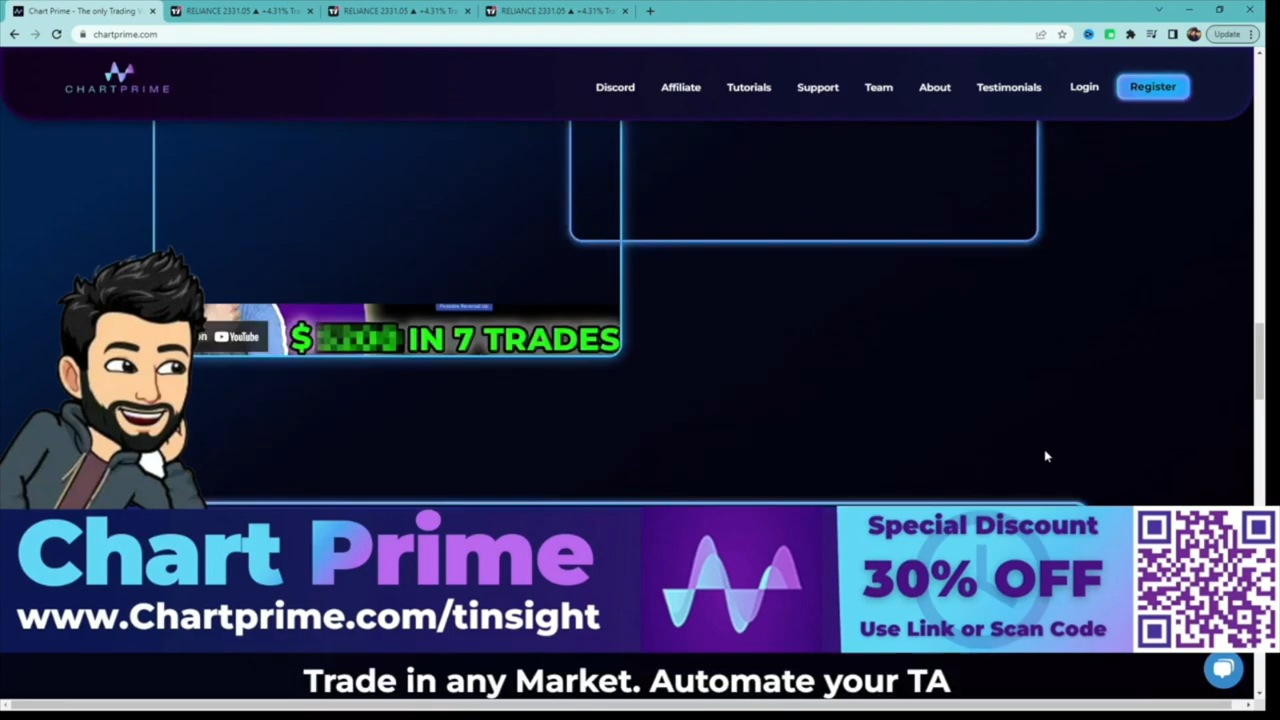 Chart Prime - The only Trading
RELIANCE 2331.05 ▲ +4.31%
RELIANCE 2331.05 ▲ +4.31%
RELIANCE 2331.05 ▲ +4.31%
chartprime.com
Update
CHARTPRIME
Discord
Affiliate
Tutorials
Support
Team
About
Testimonials
Login
Register
on YouTube
$ IN 7 TRADES
Chart Prime
www.Chartprime.com/tinsight
Special Discount
30% OFF
Use Link or Scan Code
Trade in any Market. Automate your TA